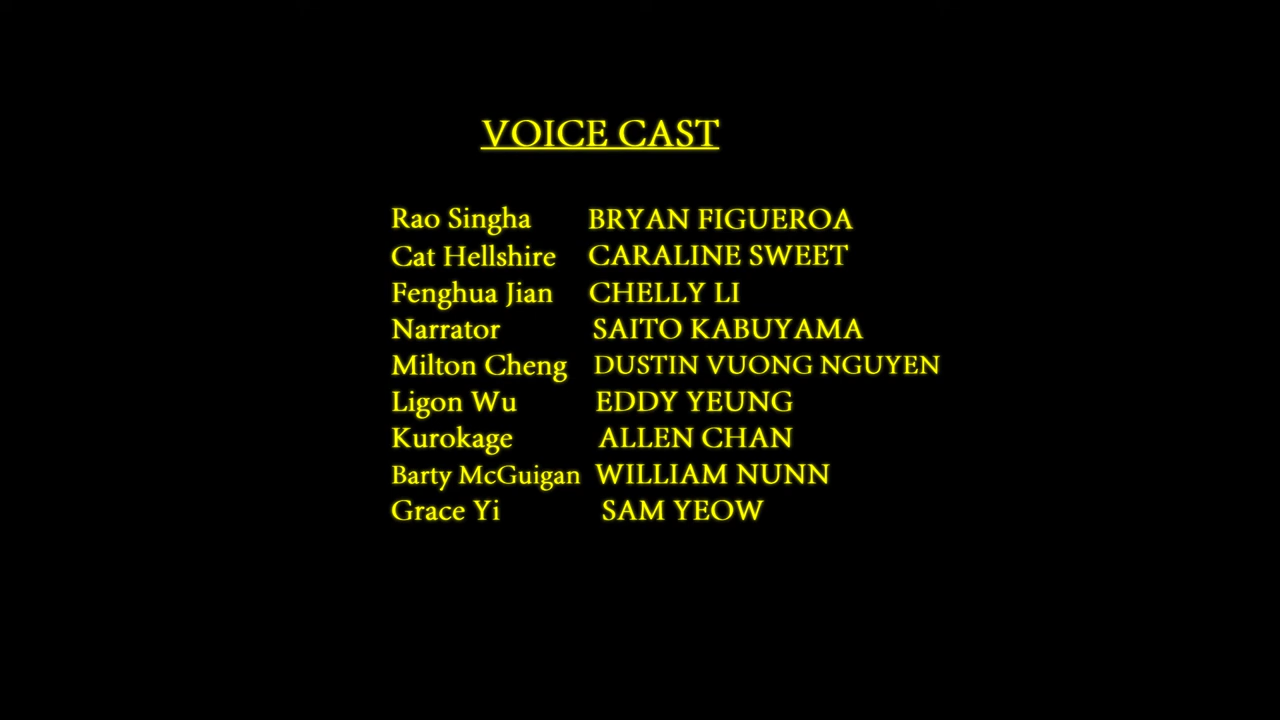 VOICE CAST
Rao Singha BRYAN FIGUEROA
Cat Hellshire CARALINE SWEET
Fenghua Jian CHELLY LI
Narrator SAITO KABUYAMA
Milton Cheng DUSTIN VUONG NGUYEN
Ligon Wu EDDY YEUNG
Kurokage ALLEN CHAN
Barty McGuigan WILLIAM NUNN
Grace Yi SAM YEOW